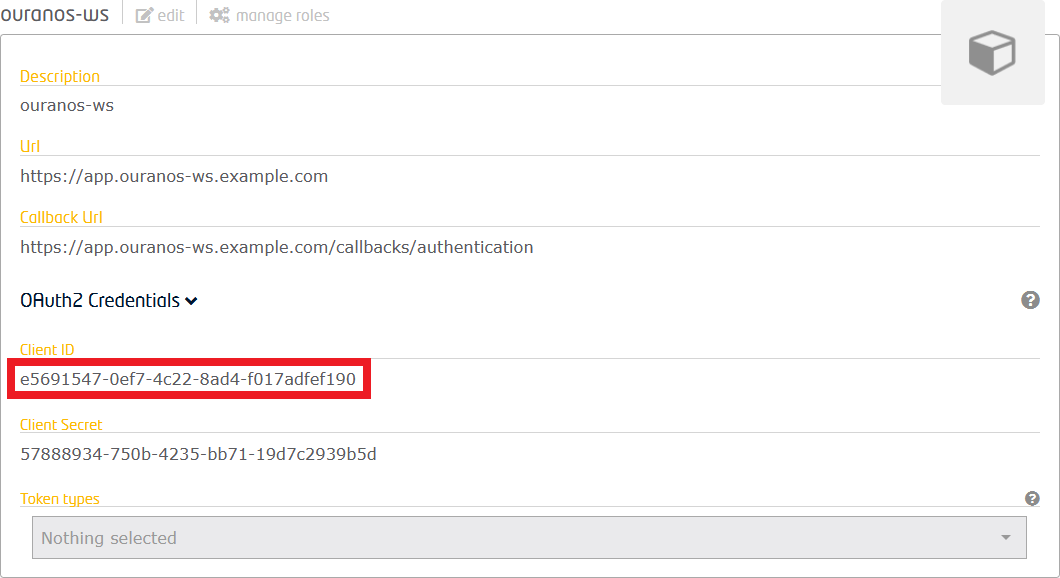 ouranos-ws edit manage roles
Description
ouranos-ws
Url
https://app.ouranos-ws.example.com
Callback Url
https://app.ouranos-ws.example.com/callbacks/authentication
OAuth2 Credentials ?
Client ID
e5691547-0ef7-4c22-8ad4-f017adfef190
Client Secret
57888934-750b-4235-bb71-19d7c2939b5d
Token types ?
Nothing selected